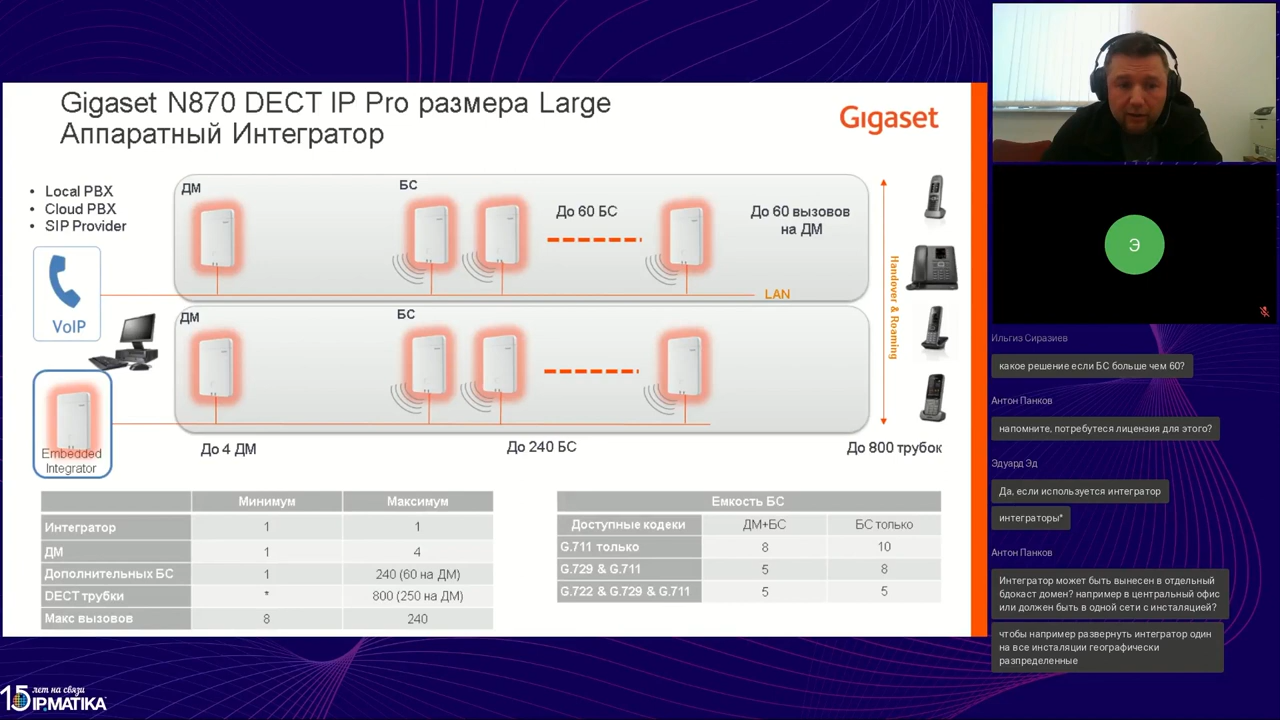 Gigaset N870 DECT IP Pro размера Large
Аппаратный Интегратор
Gigaset
• Local PBX
• Cloud PBX
• SIP Provider
VoIP
Embedded
Integrator
ДМ
БС
До 60 БС
До 60 вызовов
на ДМ
LAN
ДМ
БС
Handover & Roaming
До 4 ДМ
До 240 БС
До 800 трубок
Минимум Максимум
Интегратор 1 1
ДМ 1 4
Дополнительных БС 1 240 (60 на ДМ)
DECT трубки * 800 (250 на ДМ)
Макс вызовов 8 240
Емкость БС
Доступные кодеки ДМ+БС БС только
G.711 только 8 10
G.729 & G.711 5 8
G.722 & G.729 & G.711 5 5
15 лет на связи
IPMATIKA
Э
Ильгиз Сиразиев
какое решение если БС больше чем 60?
Антон Панков
напомните, потребутеся лицензия для этого?
Эдуард Эд
Да, если используется интегратор
интеграторы*
Антон Панков
Интегратор может быть вынесен в отдельный
бдокаст домен? например в центральный офис
или должен быть в одной сети с инсталяцией?
чтобы например развернуть интегратор один
на все инсталяции географически
разпределенные